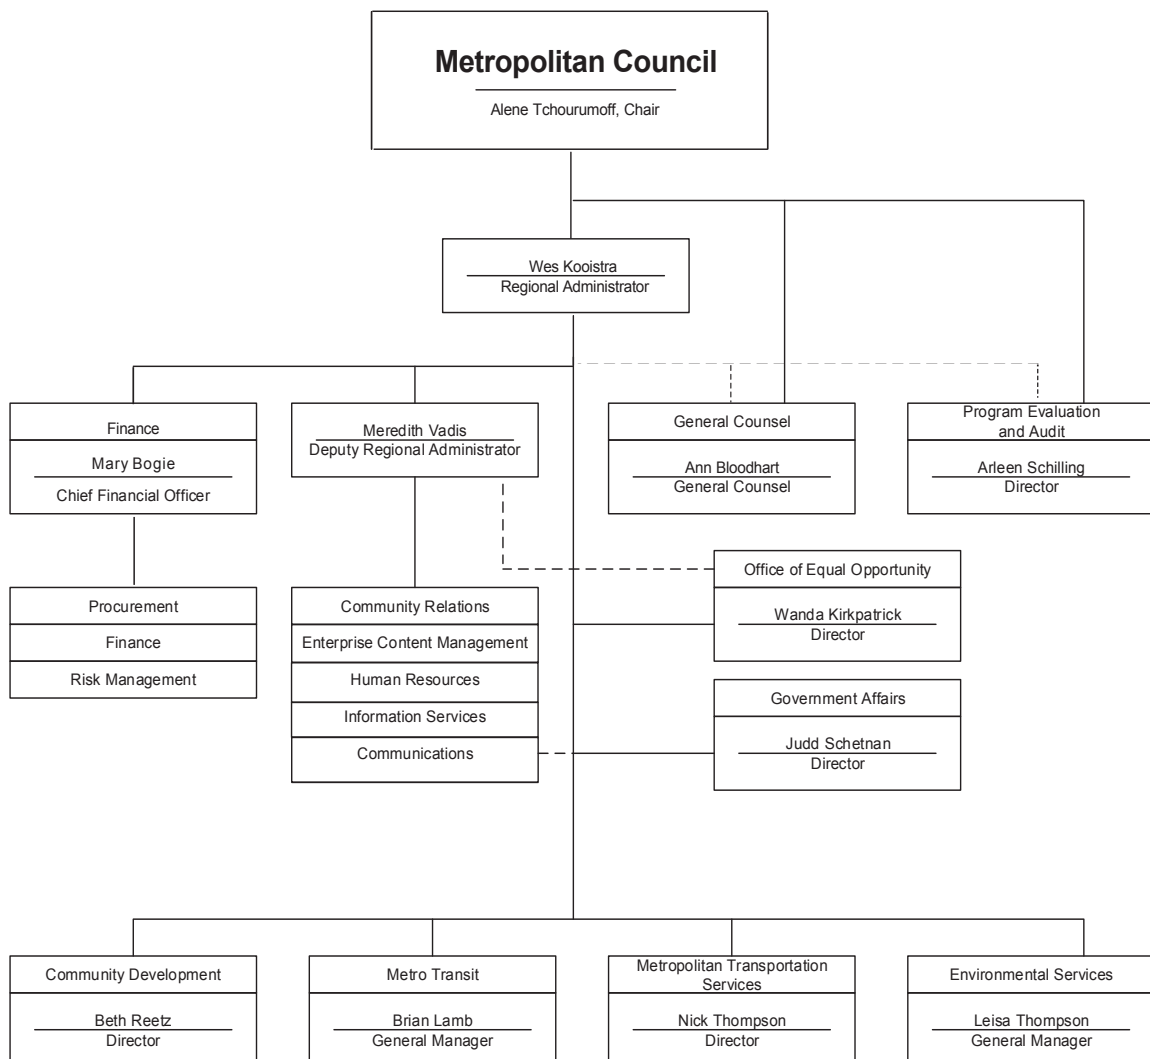 Metropolitan Council
Alene Tchourumoff, Chair
Wes Kooistra
Regional Administrator
Finance
Mary Bogie
Chief Financial Officer
Meredith Vadis
Deputy Regional Administrator
General Counsel
Ann Bloodhart
General Counsel
Program Evaluation
and Audit
Arleen Schilling
Director
Procurement
Finance
Risk Management
Community Relations
Enterprise Content Management
Human Resources
Information Services
Communications
Office of Equal Opportunity
Wanda Kirkpatrick
Director
Government Affairs
Judd Schetnan
Director
Community Development
Beth Reetz
Director
Metro Transit
Brian Lamb
General Manager
Metropolitan Transportation
Services
Nick Thompson
Director
Environmental Services
Leisa Thompson
General Manager